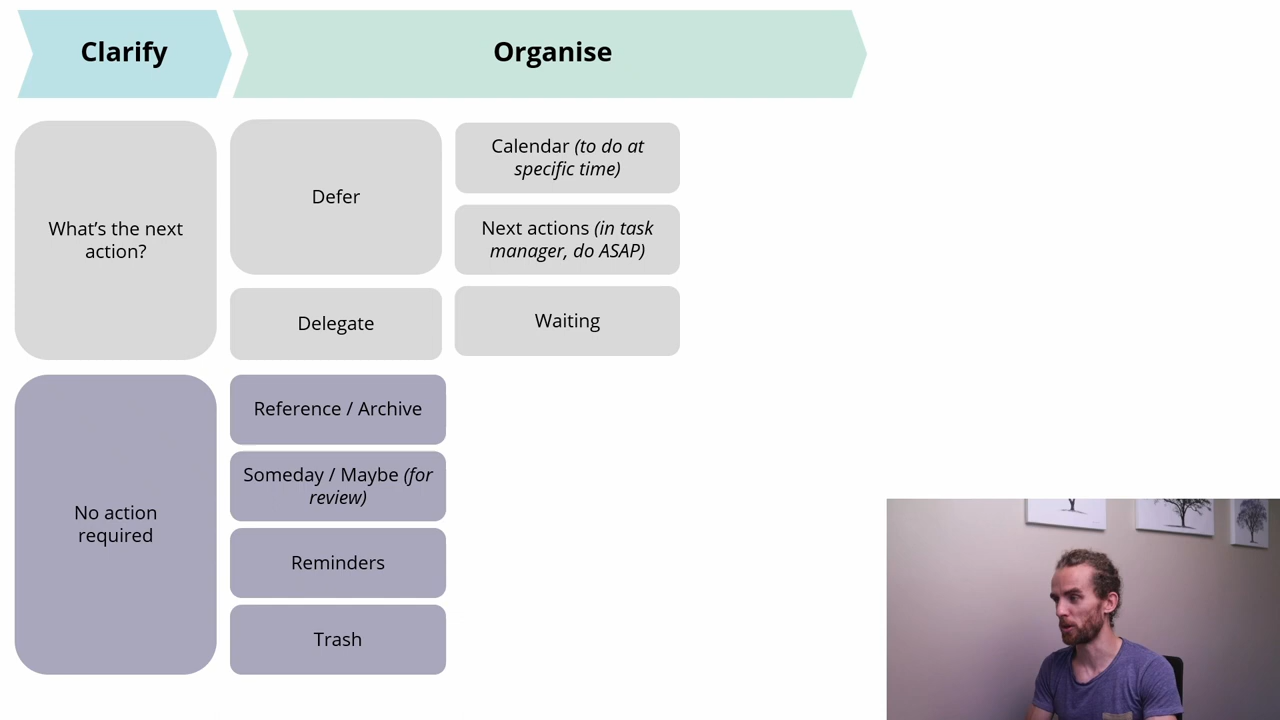 Clarify
Organise
What’s the next
action?
Defer
Calendar (to do at
specific time)
Next actions (in task
manager, do ASAP)
Delegate
Waiting
No action
required
Reference / Archive
Someday / Maybe (for
review)
Reminders
Trash